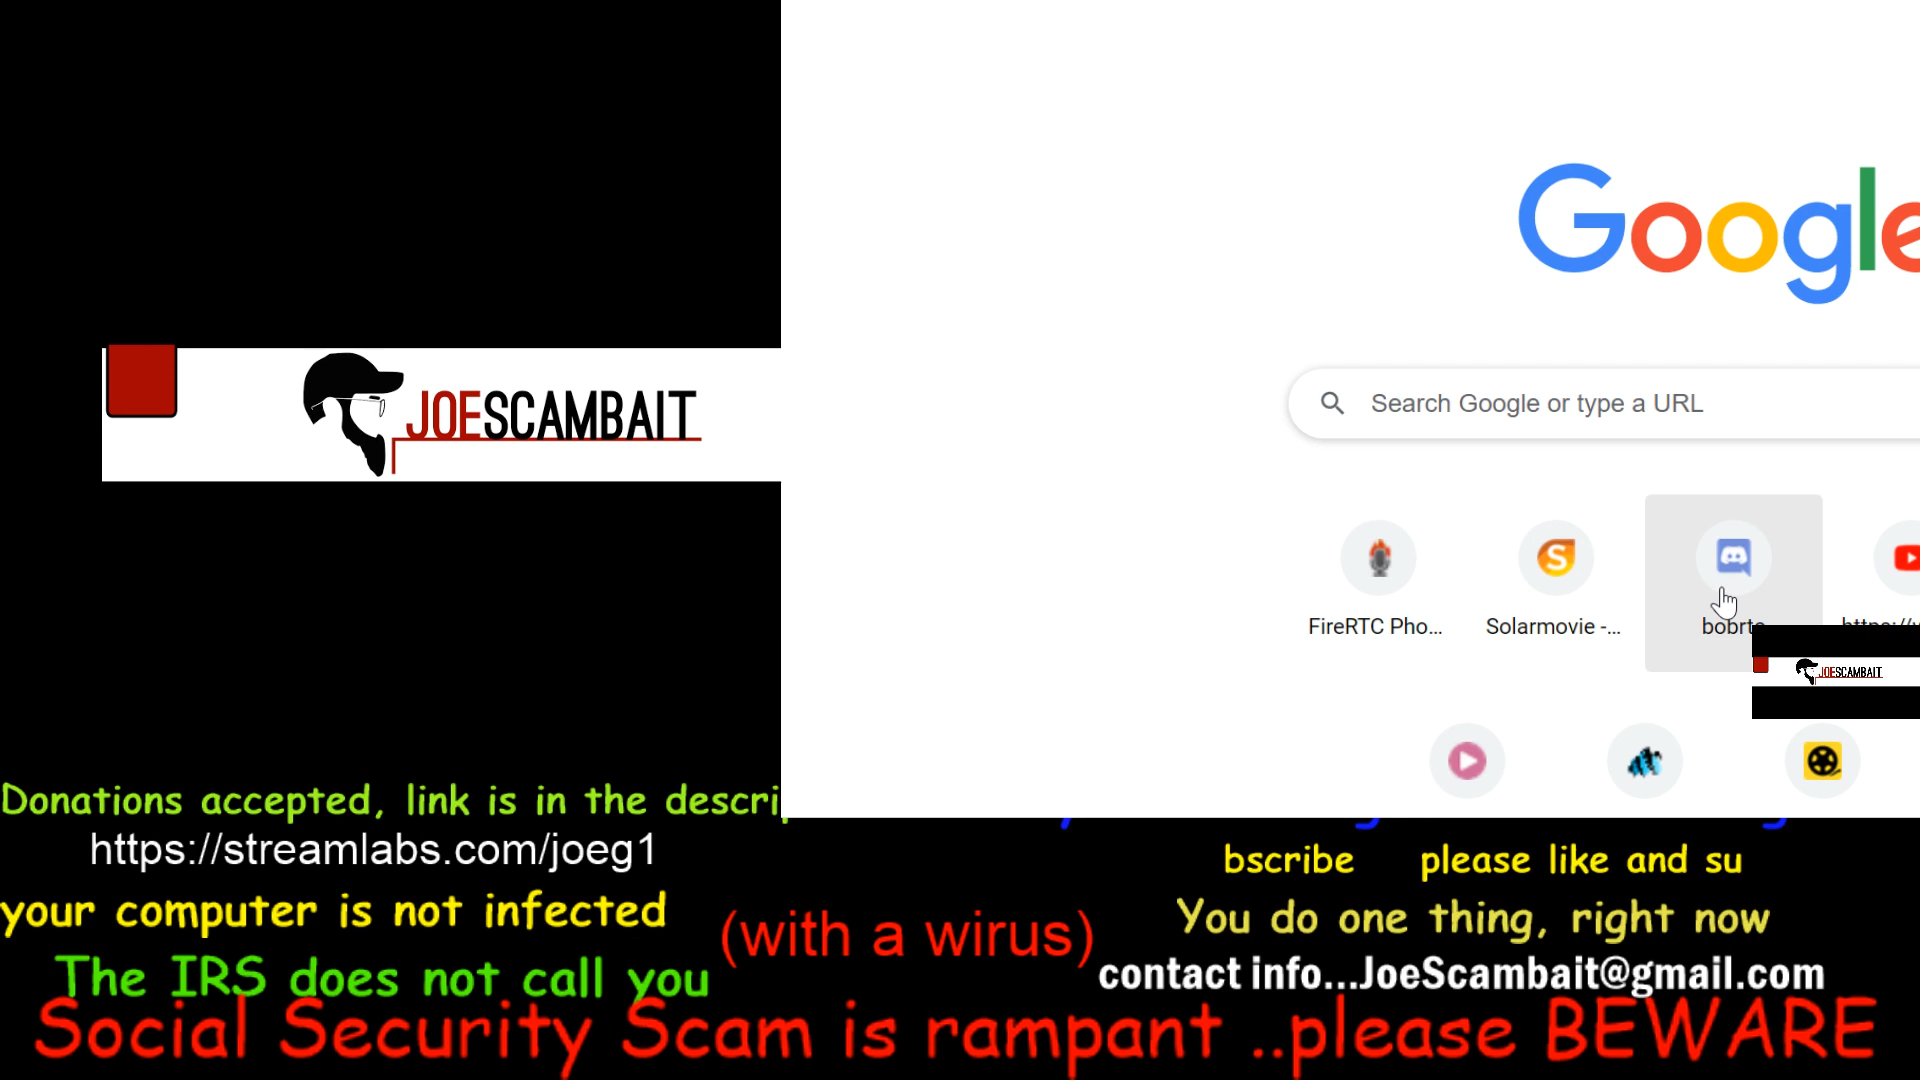 Google
JOESCAMBAIT
Search Google or type a URL
FireRTC Pho...
Solarmovie -...
bobrtc
JOESCAMBAIT
Donations accepted, link is in the descri
https://streamlabs.com/joeg1
bscribe please like and su
your computer is not infected
(with a wirus)
You do one thing, right now
The IRS does not call you
contact info...JoeScambait@gmail.com
Social Security Scam is rampant ..please BEWARE